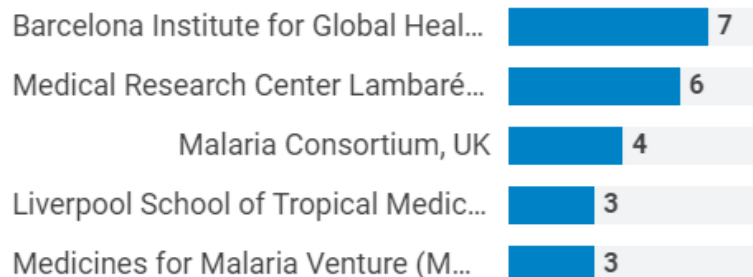 Barcelona Institute for Global Heal... 7
Medical Research Center Lambaré... 6
Malaria Consortium, UK 4
Liverpool School of Tropical Medic... 3
Medicines for Malaria Venture (M... 3